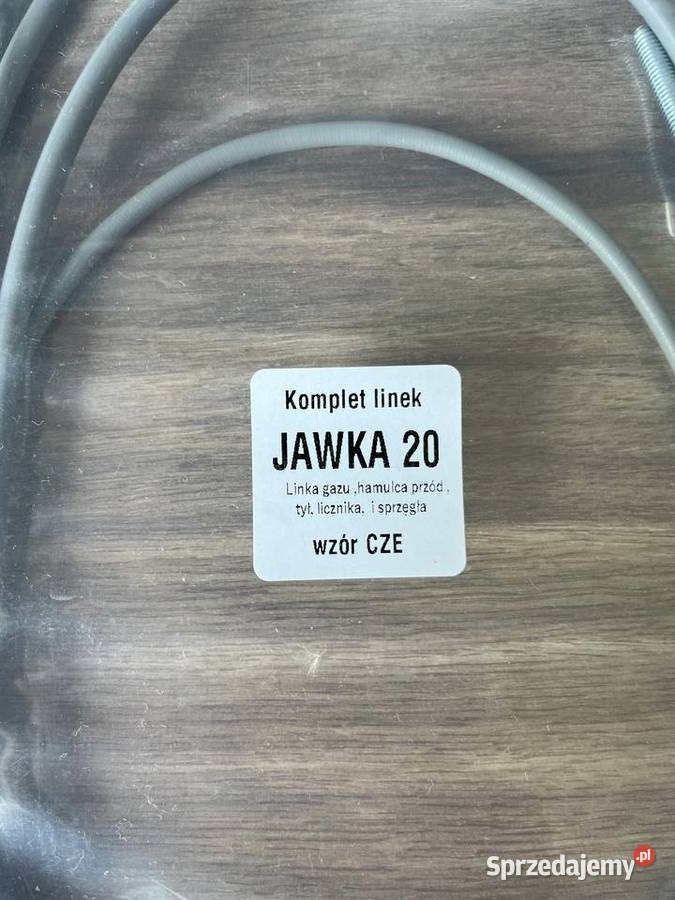 Komplet linek
JAWKA 20
Linka gazu ,hamulca przód ,
tył, licznika, i sprzęgła
wzór CZE
Sprzedajemy.pl